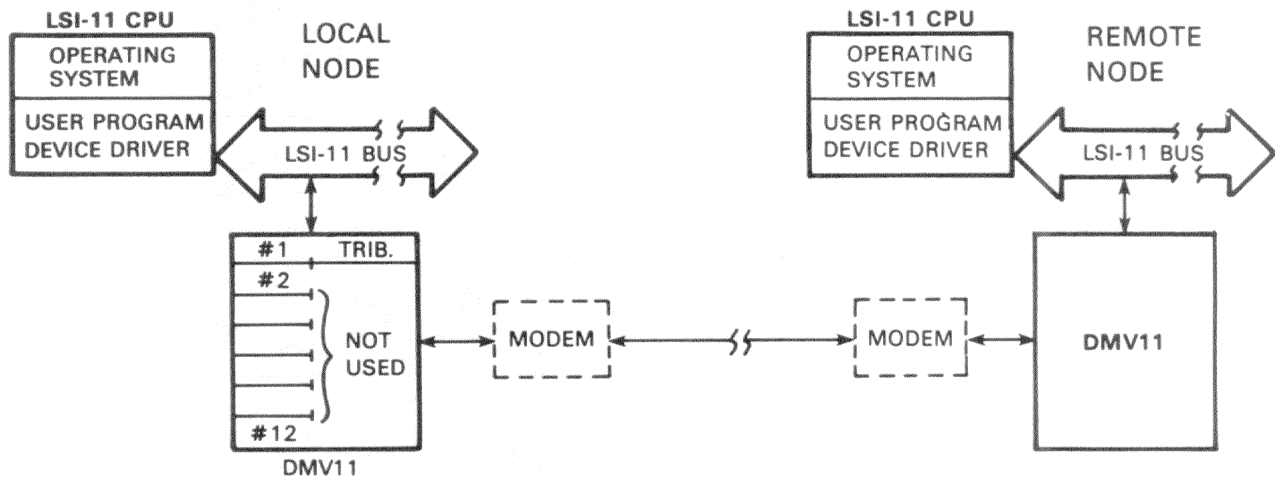 LSI-11 CPU
OPERATING
SYSTEM
USER PROGRAM
DEVICE DRIVER
LOCAL
NODE
LSI-11 BUS
#1 TRIB.
#2
NOT
USED
#12
DMV11
MODEM
MODEM
LSI-11 CPU
OPERATING
SYSTEM
USER PROGRAM
DEVICE DRIVER
REMOTE
NODE
LSI-11 BUS
DMV11